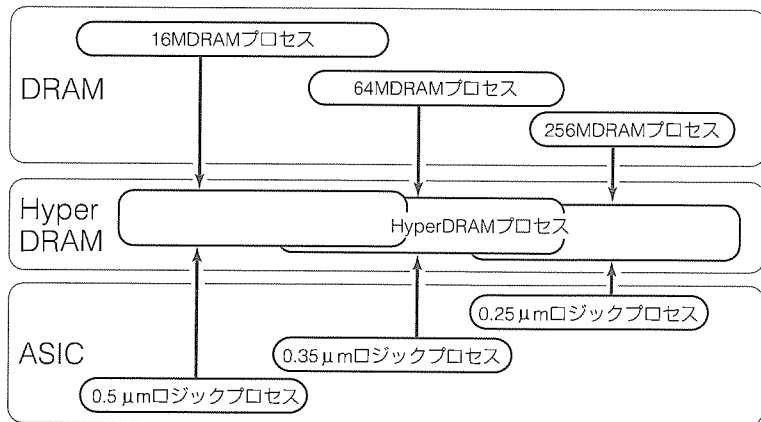 16MDRAMプロセス
DRAM
64MDRAMプロセス
256MDRAMプロセス
Hyper
DRAM
HyperDRAMプロセス
0.25μmロジックプロセス
ASIC
0.35μmロジックプロセス
0.5μmロジックプロセス